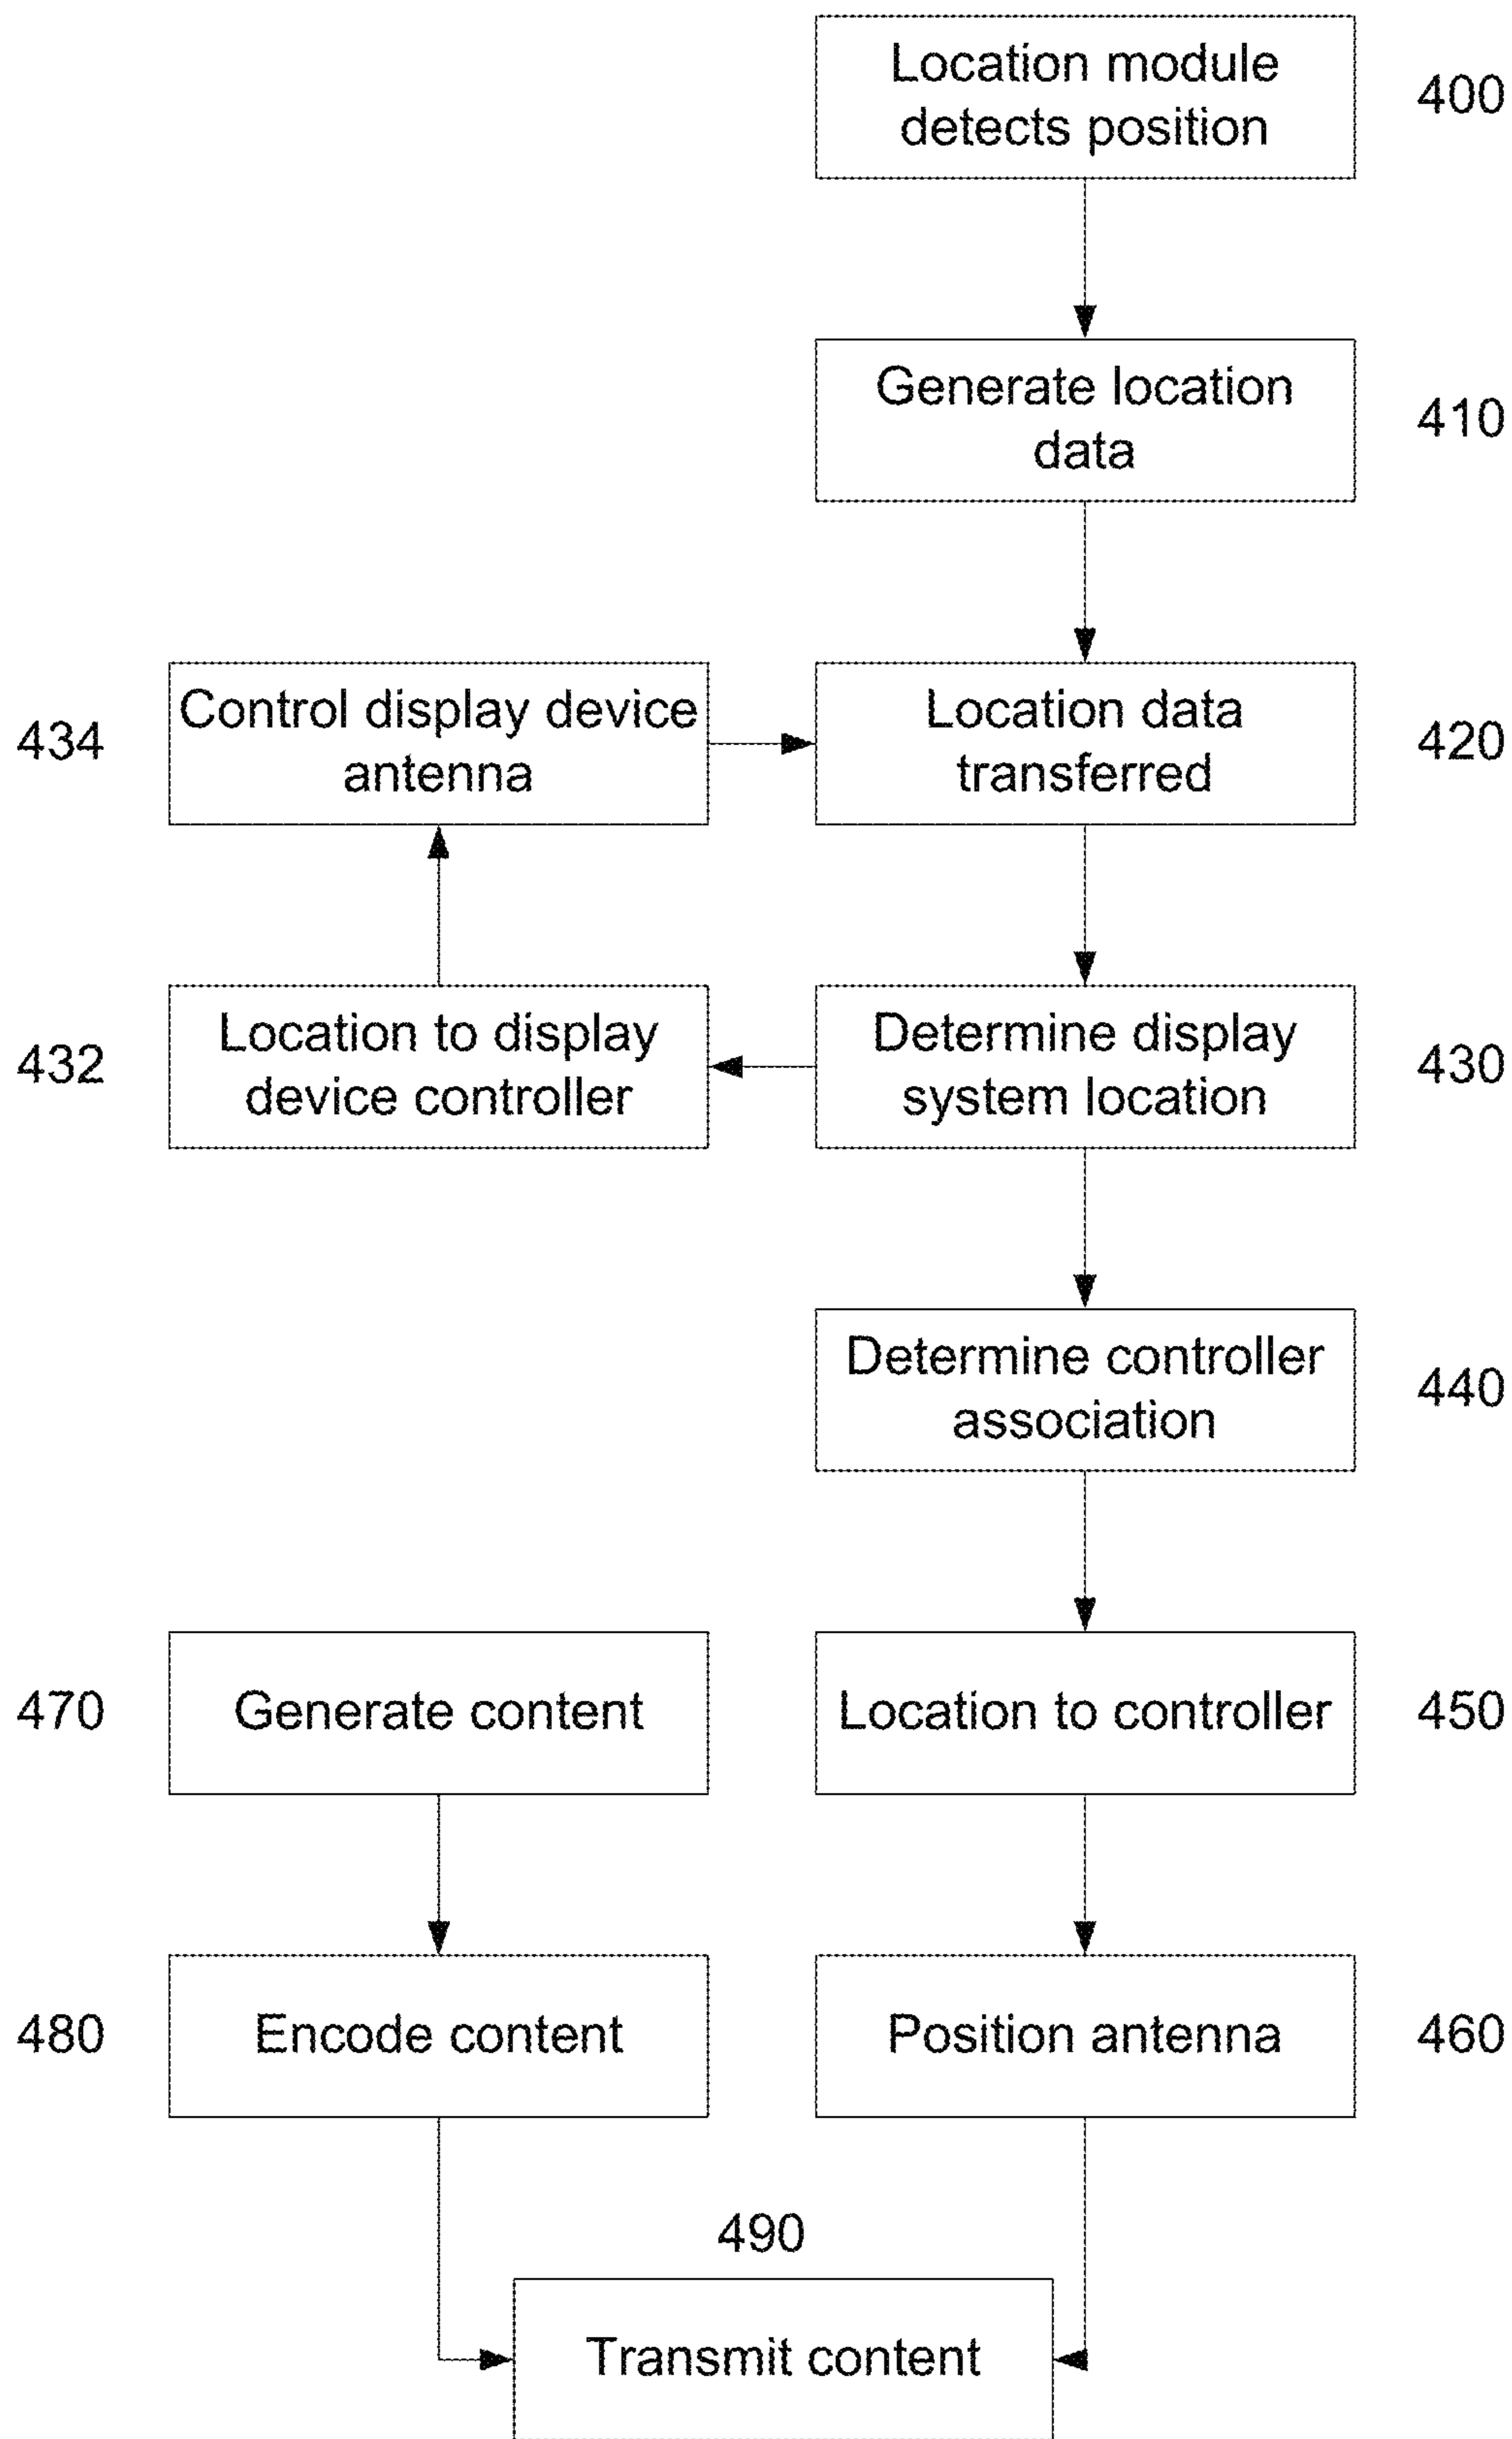 Location module
detects position
400
Generate location
data
410
434
Control display device
antenna
Location data
transferred
420
432
Location to display
device controller
Determine display
system location
430
Determine controller
association
440
470
Generate content
Location to controller
450
480
Encode content
Position antenna
460
490
Transmit content